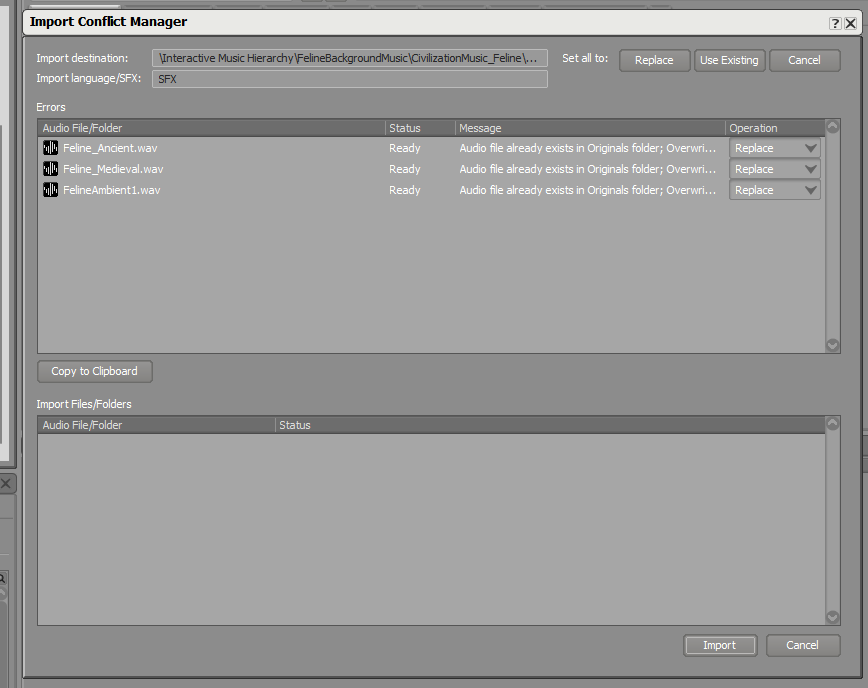 Import Conflict Manager
Import destination: \Interactive Music Hierarchy\FelineBackgroundMusic\CivilizationMusic_Feline\... Set all to: Replace Use Existing Cancel
Import language/SFX: SFX
Errors
Audio File/Folder Status Message Operation
Feline_Ancient.wav Ready Audio file already exists in Originals folder; Overwri... Replace
Feline_Medieval.wav Ready Audio file already exists in Originals folder; Overwri... Replace
FelineAmbient1.wav Ready Audio file already exists in Originals folder; Overwri... Replace
Copy to Clipboard
Import Files/Folders
Audio File/Folder Status
Import Cancel